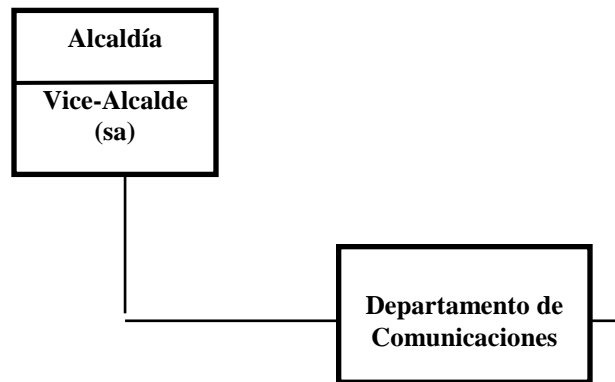 Alcaldía
Vice-Alcalde
(sa)
Departamento de
Comunicaciones